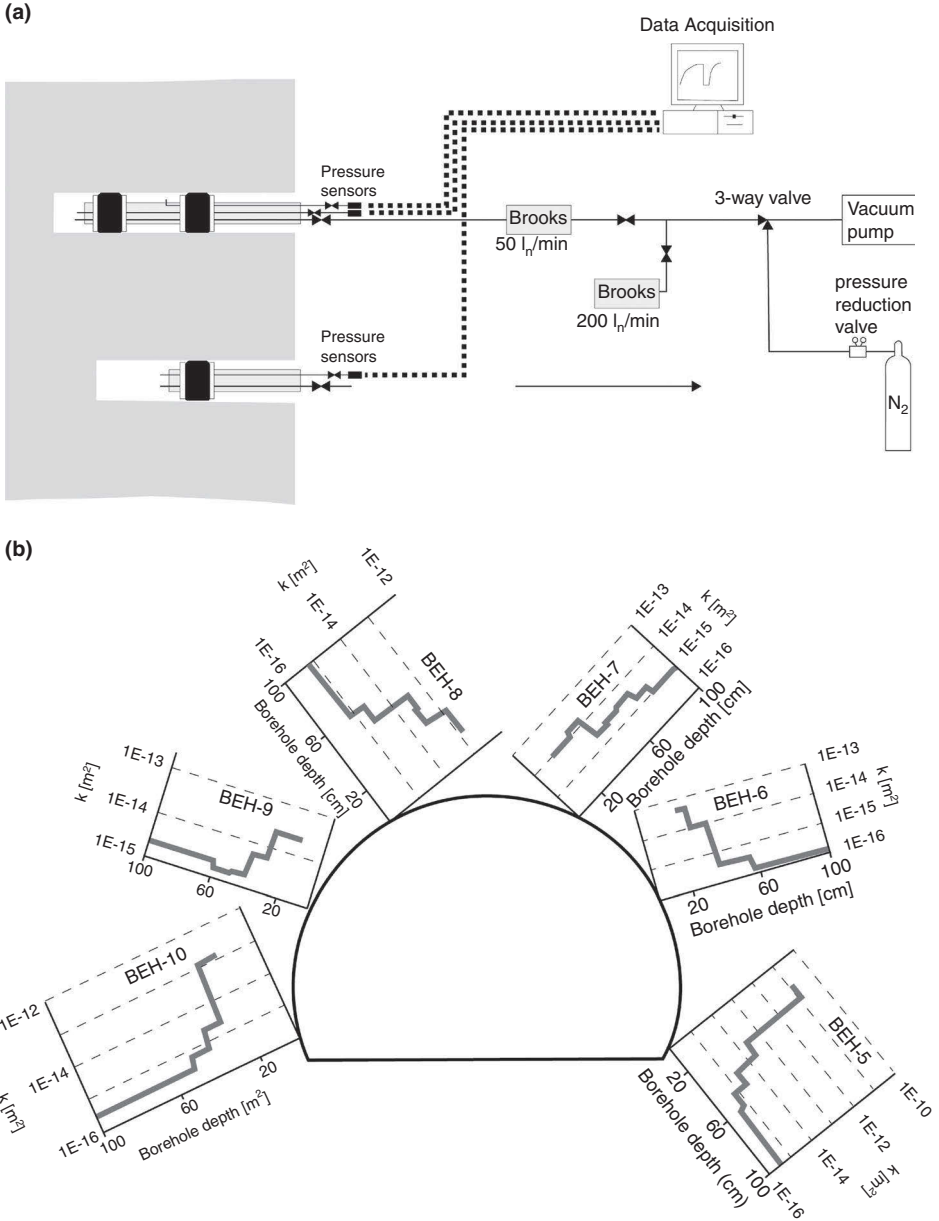 (a)
Data Acquisition
Pressure
sensors
3-way valve
Brooks
50 lₙ/min
Vacuum
pump
Brooks
200 lₙ/min
pressure
reduction
valve
Pressure
sensors
N₂
(b)
BEH-8
k [m²]
1E-12
1E-14
1E-16
100
60
20
Borehole depth [cm]
BEH-7
1E-13
1E-14
1E-15
1E-16
k [m²]
100
60
20
Borehole depth [cm]
BEH-9
k [m²]
1E-13
1E-14
1E-15
100
60
20
BEH-6
1E-13
1E-14
1E-15
1E-16
k [m²]
20
60
100
Borehole depth [cm]
BEH-10
1E-12
1E-14
1E-16
k [m²]
100
60
20
Borehole depth [m²]
BEH-5
1E-10
1E-12
1E-14
1E-16
k [m²]
20
60
100
Borehole depth (cm)